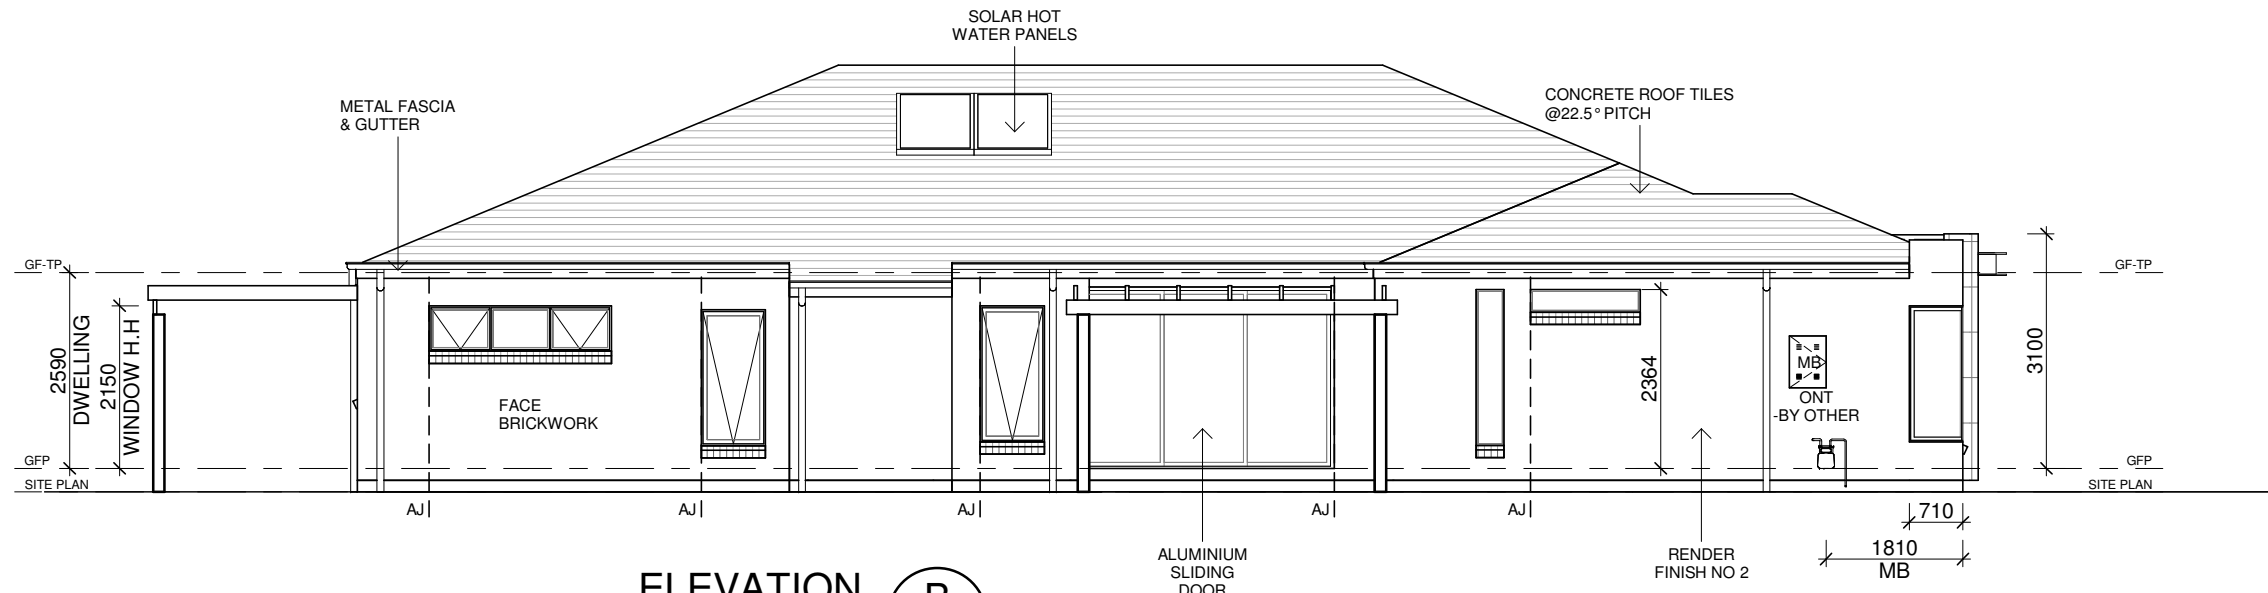 SOLAR HOT
WATER PANELS
METAL FASCIA
& GUTTER
CONCRETE ROOF TILES
@22.5° PITCH
GF-TP
GF-TP
2590
DWELLING
2150
WINDOW H.H
FACE
BRICKWORK
2364
MB
ONT
-BY OTHER
3100
GFP
GFP
SITE PLAN
SITE PLAN
AJ
AJ
AJ
AJ
AJ
710
1810
MB
ALUMINIUM
SLIDING
DOOR
RENDER
FINISH NO 2
ELEVATION
B